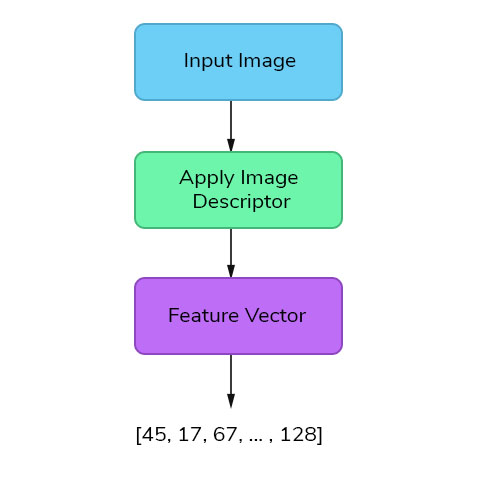 Input Image
Apply Image
Descriptor
Feature Vector
[45, 17, 67, ... , 128]